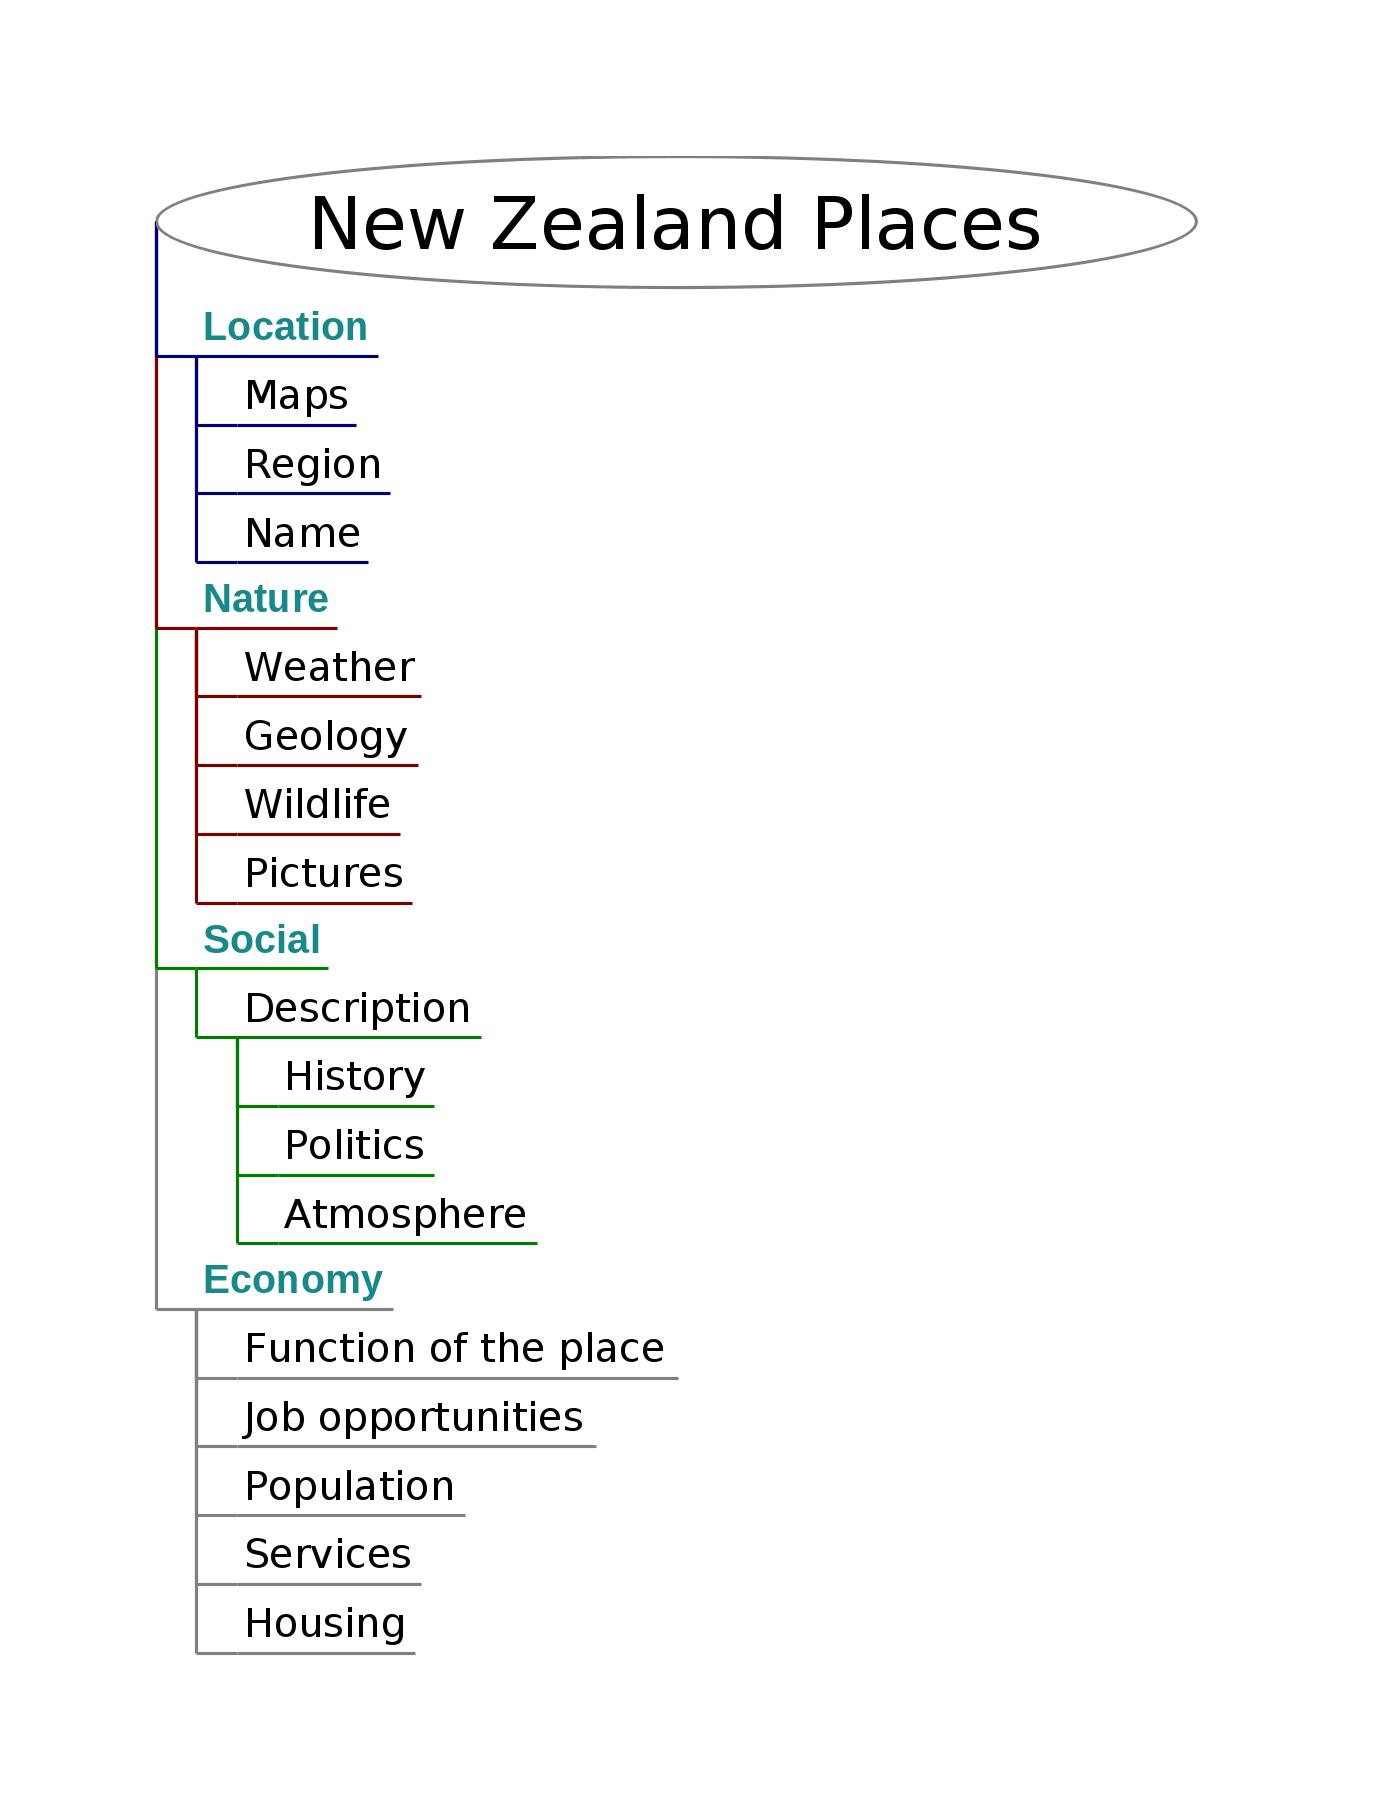 New Zealand Places
Location
Maps
Region
Name
Nature
Weather
Geology
Wildlife
Pictures
Social
Description
History
Politics
Atmosphere
Economy
Function of the place
Job opportunities
Population
Services
Housing